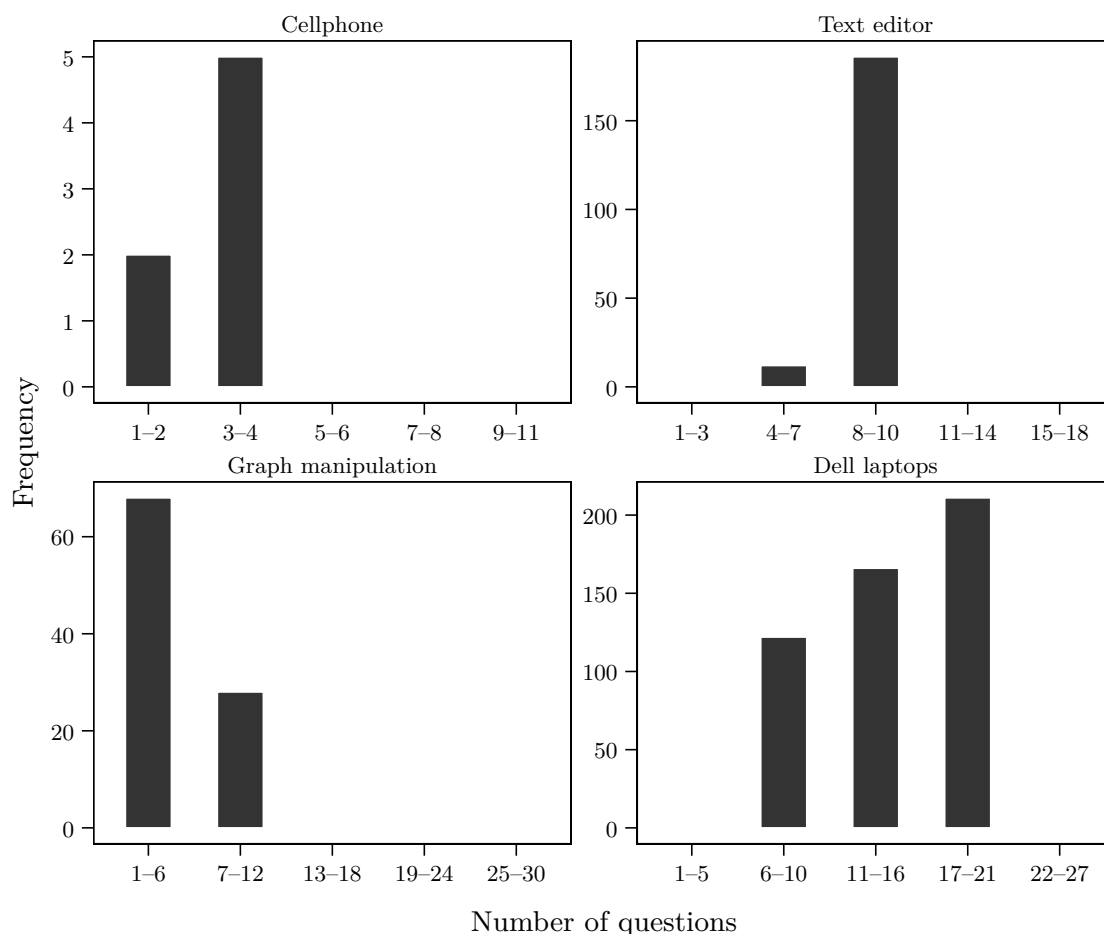 Cellphone
5
4
3
2
1
0
1–2 3–4 5–6 7–8 9–11
Text editor
150
100
50
0
1–3 4–7 8–10 11–14 15–18
Frequency
Graph manipulation
60
40
20
0
1–6 7–12 13–18 19–24 25–30
Dell laptops
200
150
100
50
0
1–5 6–10 11–16 17–21 22–27
Number of questions